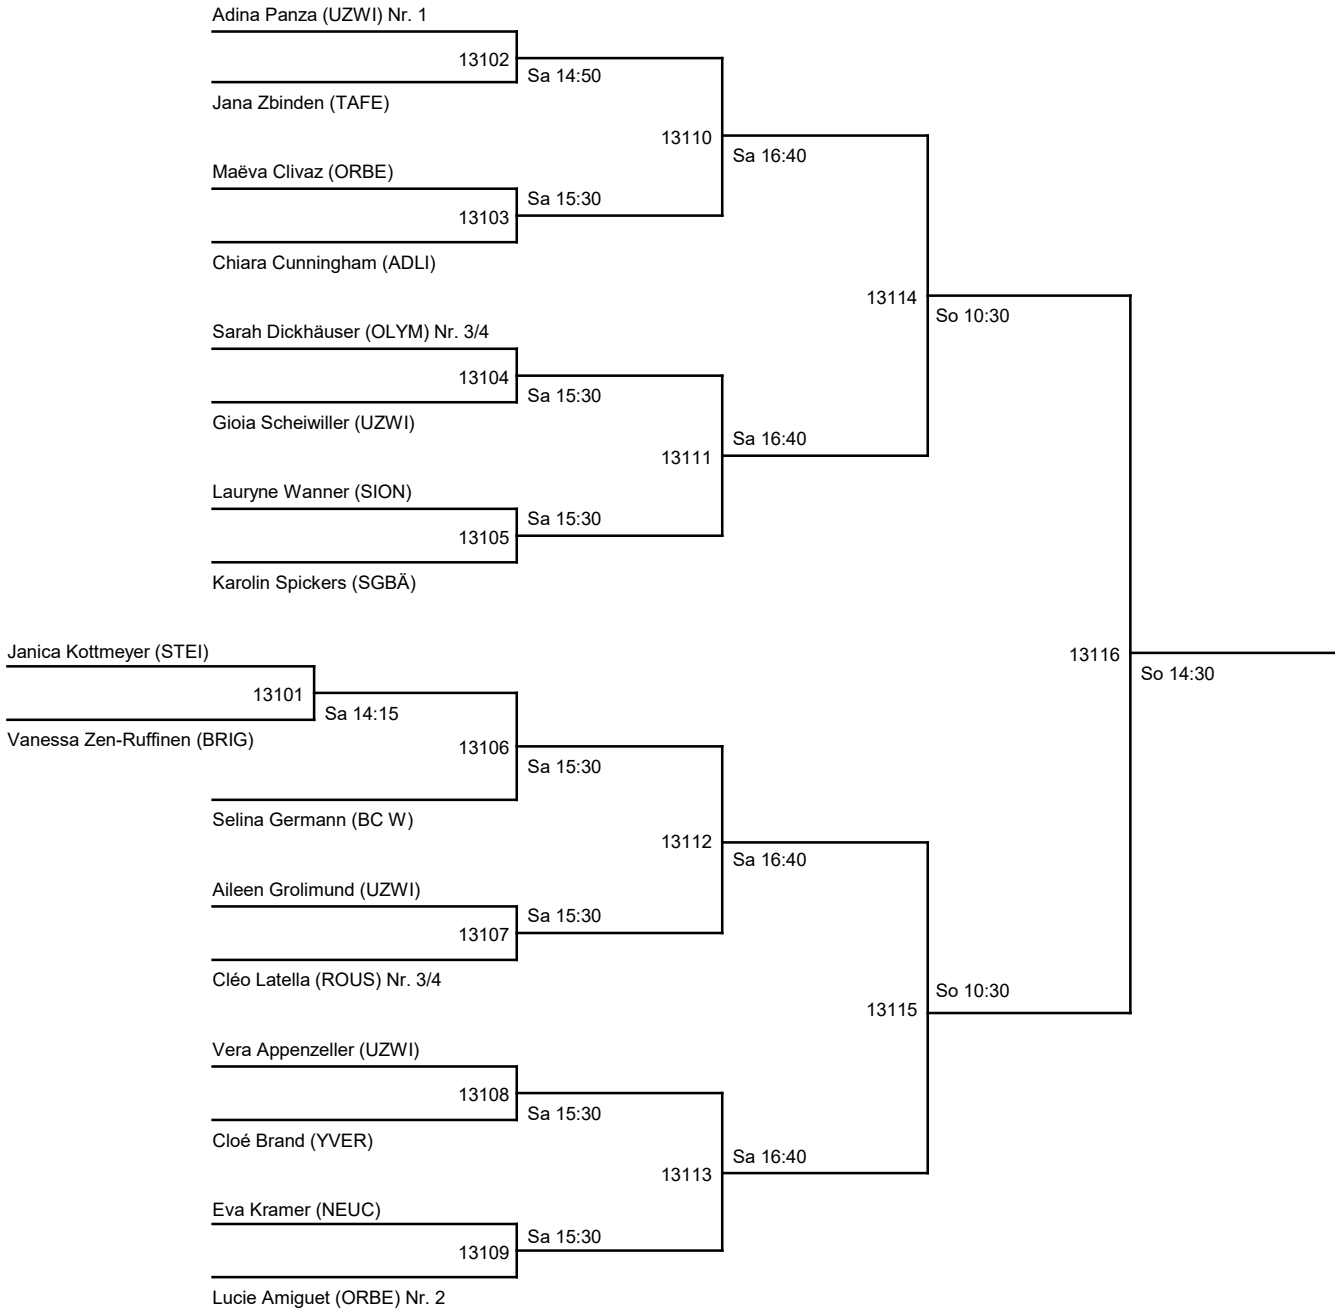 Adina Panza (UZWI) Nr. 1
13102
Sa 14:50
Jana Zbinden (TAFE)
13110
Sa 16:40
Maëva Clivaz (ORBE)
Sa 15:30
13103
Chiara Cunningham (ADLI)
13114
So 10:30
Sarah Dickhäuser (OLYM) Nr. 3/4
13104
Sa 15:30
Gioia Scheiwiller (UZWI)
Sa 16:40
13111
Lauryne Wanner (SION)
Sa 15:30
13105
Karolin Spickers (SGBÄ)
Janica Kottmeyer (STEI)
13116
So 14:30
13101
Sa 14:15
Vanessa Zen-Ruffinen (BRIG)
13106
Sa 15:30
Selina Germann (BC W)
13112
Sa 16:40
Aileen Grolimund (UZWI)
Sa 15:30
13107
Cléo Latella (ROUS) Nr. 3/4
So 10:30
13115
Vera Appenzeller (UZWI)
13108
Sa 15:30
Cloé Brand (YVER)
Sa 16:40
13113
Eva Kramer (NEUC)
Sa 15:30
13109
Lucie Amiguet (ORBE) Nr. 2